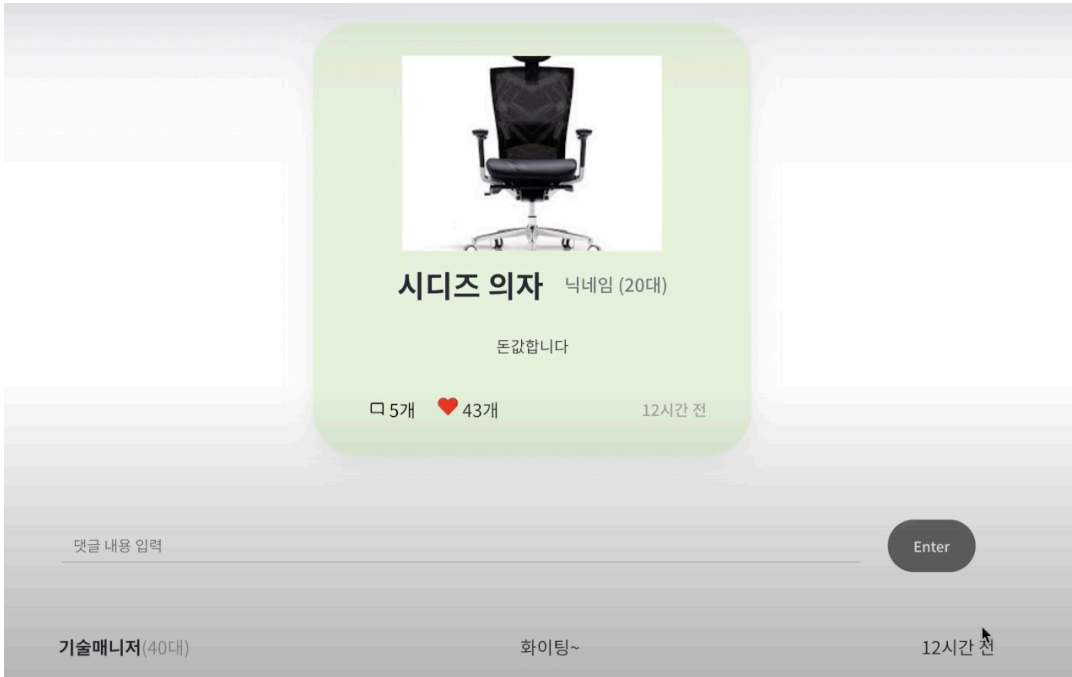 시디즈 의자 닉네임 (20대)
돈값합니다
5개 43개 12시간 전
댓글 내용 입력 Enter
기술매니저(40대) 화이팅~ 12시간 전